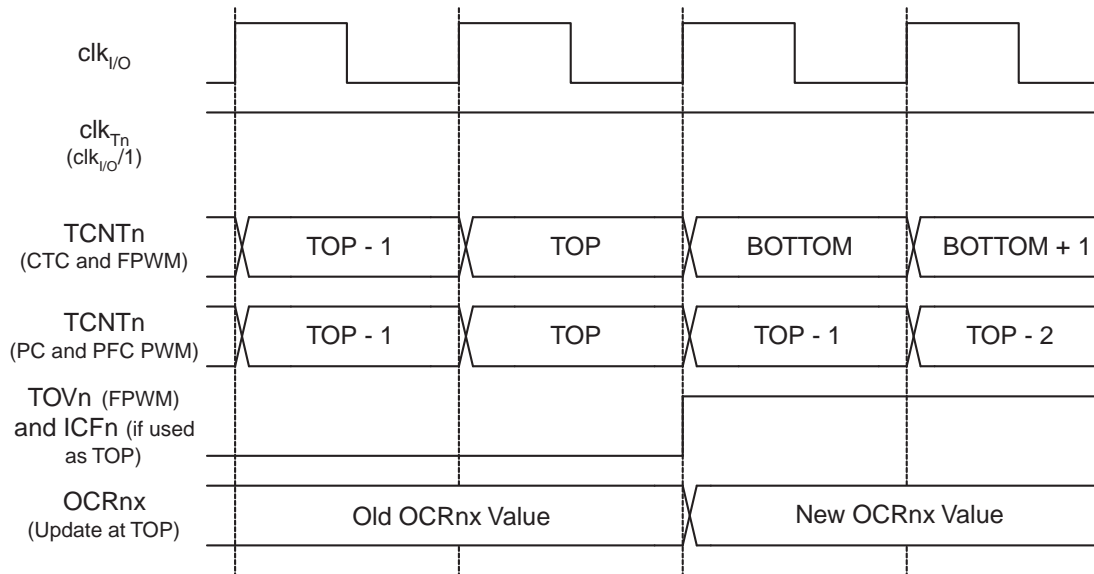 clkI/O
clkTn
(clkI/O/1)
TCNTn
(CTC and FPWM)
TOP - 1
TOP
BOTTOM
BOTTOM + 1
TCNTn
(PC and PFC PWM)
TOP - 1
TOP
TOP - 1
TOP - 2
TOVn (FPWM)
and ICFn (if used
as TOP)
OCRnx
(Update at TOP)
Old OCRnx Value
New OCRnx Value